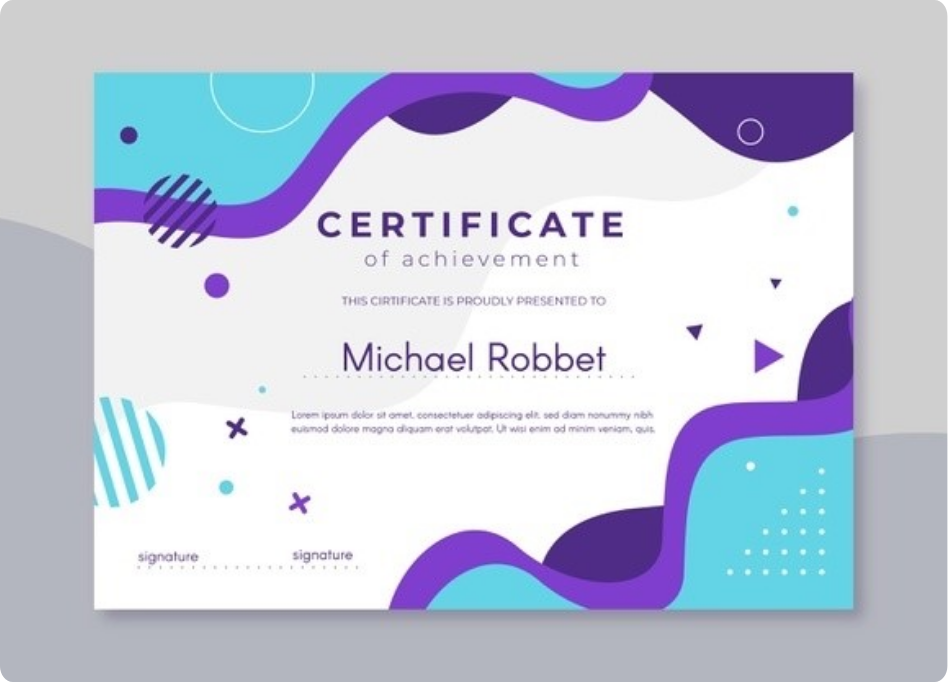 CERTIFICATE
of achievement
THIS CIRTIFICATE IS PROUDLY PRESENTED TO
Michael Robbet
Lorem ipsum dolor sit amet, consectetuer adipiscing elit, sed diam nonummy nibh
euismod dolore magna aliquam erat volutpat. Ut wisi enim ad minim veniam, quis.
signature signature